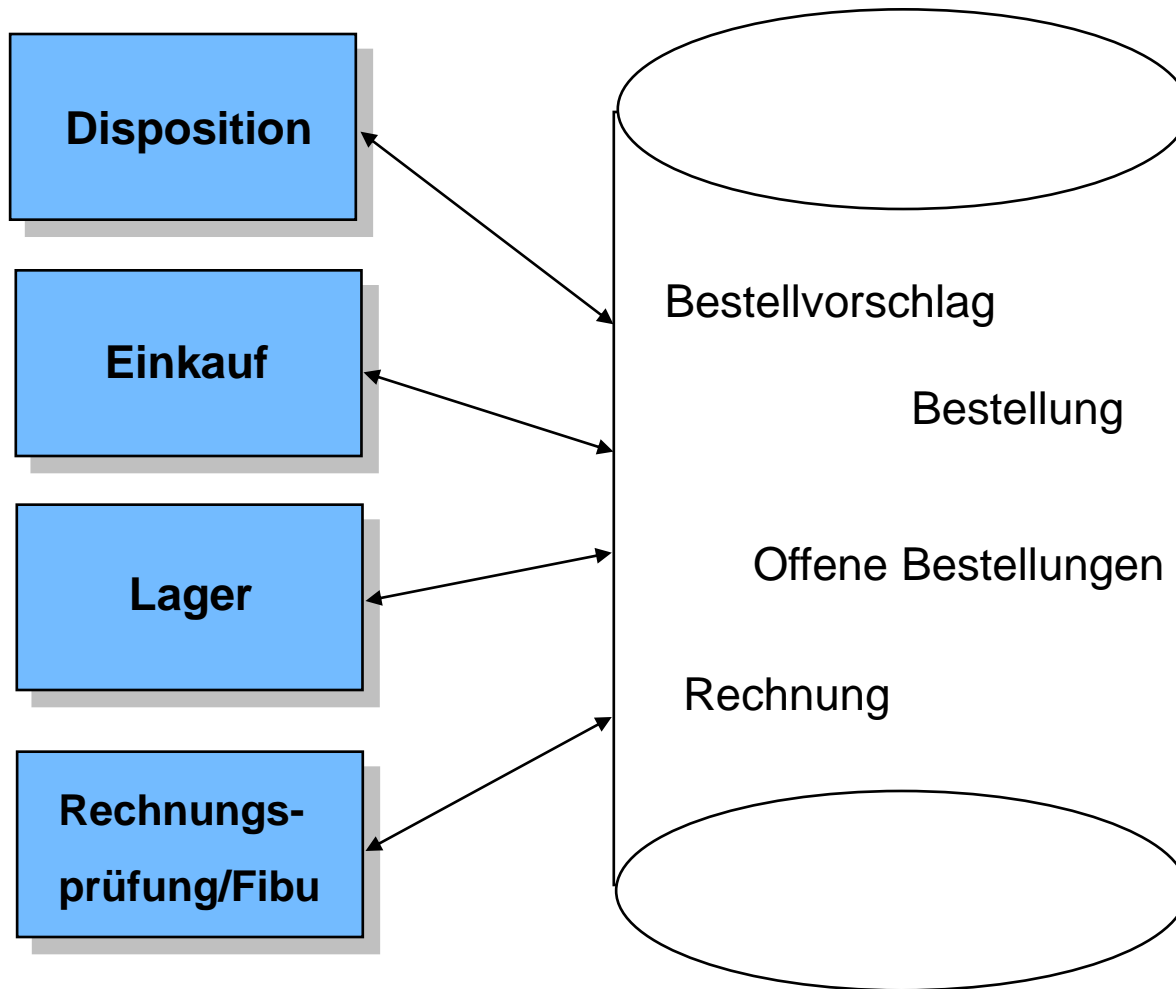 Disposition
Einkauf
Lager
Rechnungs-
prüfung/Fibu
Bestellvorschlag
Bestellung
Offene Bestellungen
Rechnung